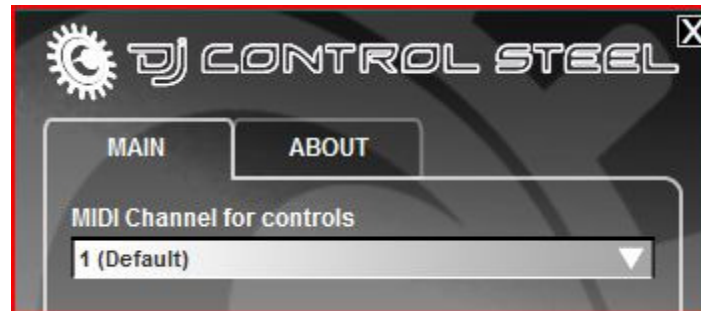 DJ CONTROL STEEL
X
MAIN
ABOUT
MIDI Channel for controls
1 (Default)